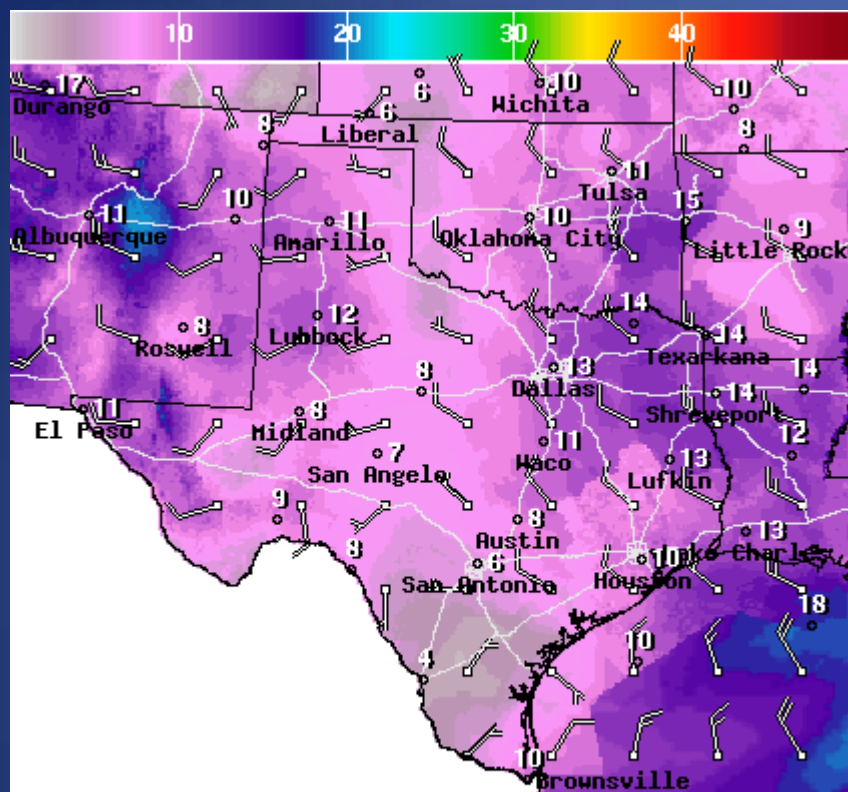 10 20 30 40
17
Durango
10
Wichita
10
6
6
Liberal
8
8
11
Tulsa
10
11
Albuquerque
11
Amarillo
10
Oklahoma City
15
9
Little Rock
8
Roswell
12
Lubbock
14
14
Texarkana
13
Dallas
8
14
14
Shreveport
11
El Paso
8
Midland
7
San Angelo
11
Waco
13
Lufkin
12
9
8
Austin
13
Lake Charles
8
6
San Antonio
10
Houston
18
4
10
10
Brownsville